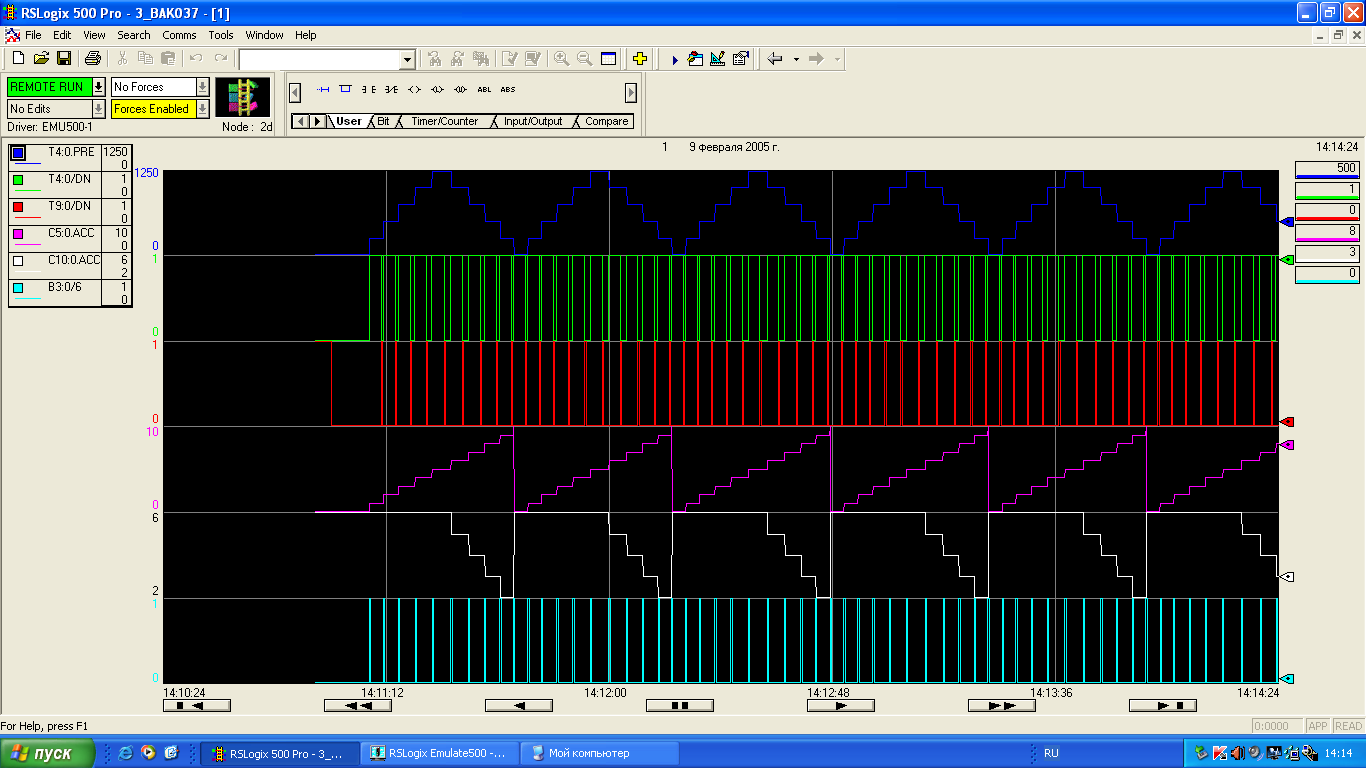 RSLogix 500 Pro - 3_BAK037 - [1]
File Edit View Search Comms Tools Window Help
REMOTE RUN No Forces
No Edits Forces Enabled
Driver: EMU500-1 Node : 2d
ABL ABS
User Bit Timer/Counter Input/Output Compare
1 9 февраля 2005 г. 14:14:24
T4:0.PRE 1250
0
T4:0/DN 1
0
T9:0/DN 1
0
C5:0.ACC 10
0
C10:0.ACC 6
2
B3:0/6 1
0
1250
0
1
0
1
0
10
0
6
2
1
0
500
1
0
8
3
0
14:10:24 14:11:12 14:12:00 14:12:48 14:13:36 14:14:24
For Help, press F1 0:0000 APP READ
пуск RSLogix 500 Pro - 3_... RSLogix Emulate500 -... Мой компьютер RU 14:14